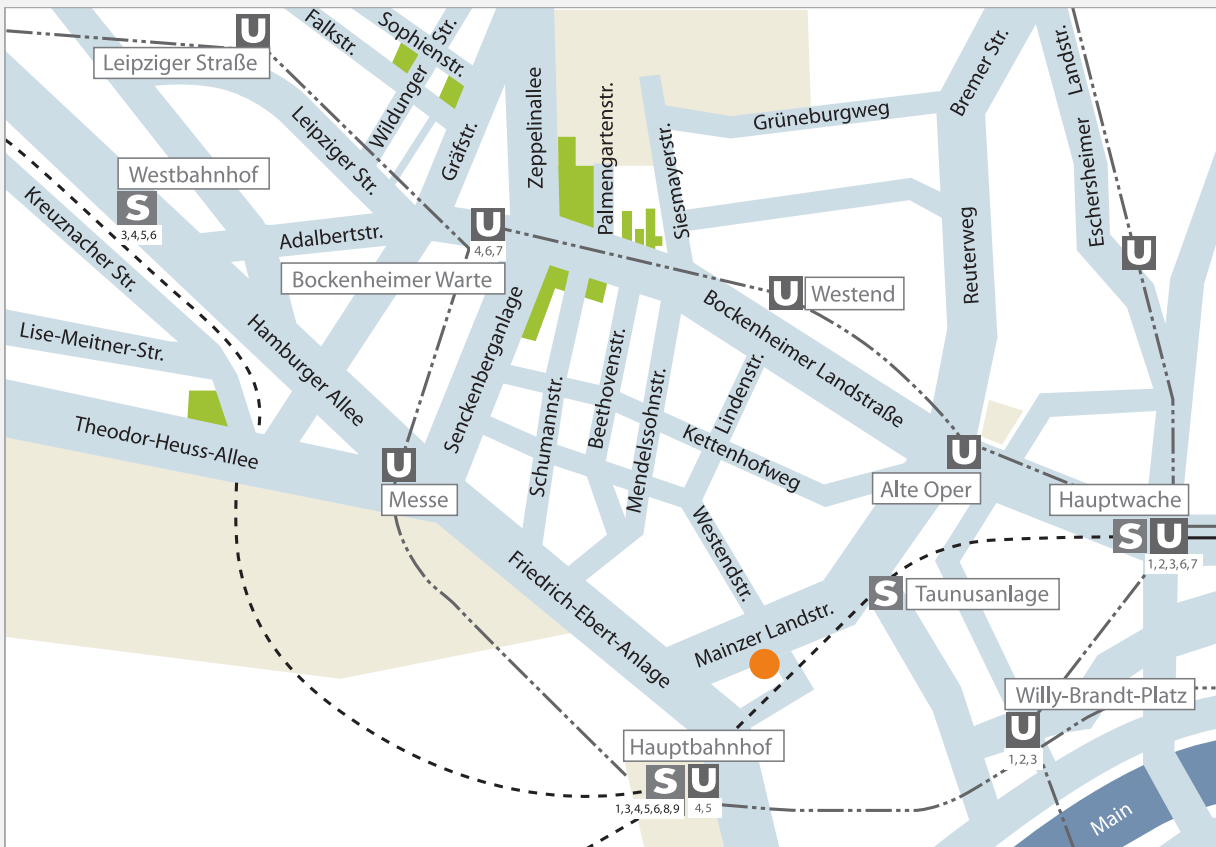 Sophienstr.
Falkstr.
Wildunger Str.
U
Leipziger Straße
Leipziger Str.
Gräfstr.
Zeppelinallee
Palmengartenstr.
Siesmayerstr.
Grüneburgweg
Bremer Str.
Eschersheimer Landstr.
Westbahnhof
S
3,4,5,6
Kreuznacher Str.
Adalbertstr.
U
4,6,7
Bockenheimer Warte
U
Westend
Reuterweg
U
Lise-Meitner-Str.
Hamburger Allee
Senckenberganlage
Schumannstr.
Beethovenstr.
Mendelssohnstr.
Lindenstr.
Bockenheimer Landstraße
Kettenhofweg
Theodor-Heuss-Allee
U
Messe
U
Alte Oper
Hauptwache
S U
1,2,3,6,7
Westendstr.
Friedrich-Ebert-Anlage
Mainzer Landstr.
S
Taunusanlage
Willy-Brandt-Platz
U
1,2,3
Hauptbahnhof
S U
1,3,4,5,6,8,9
4,5
Main